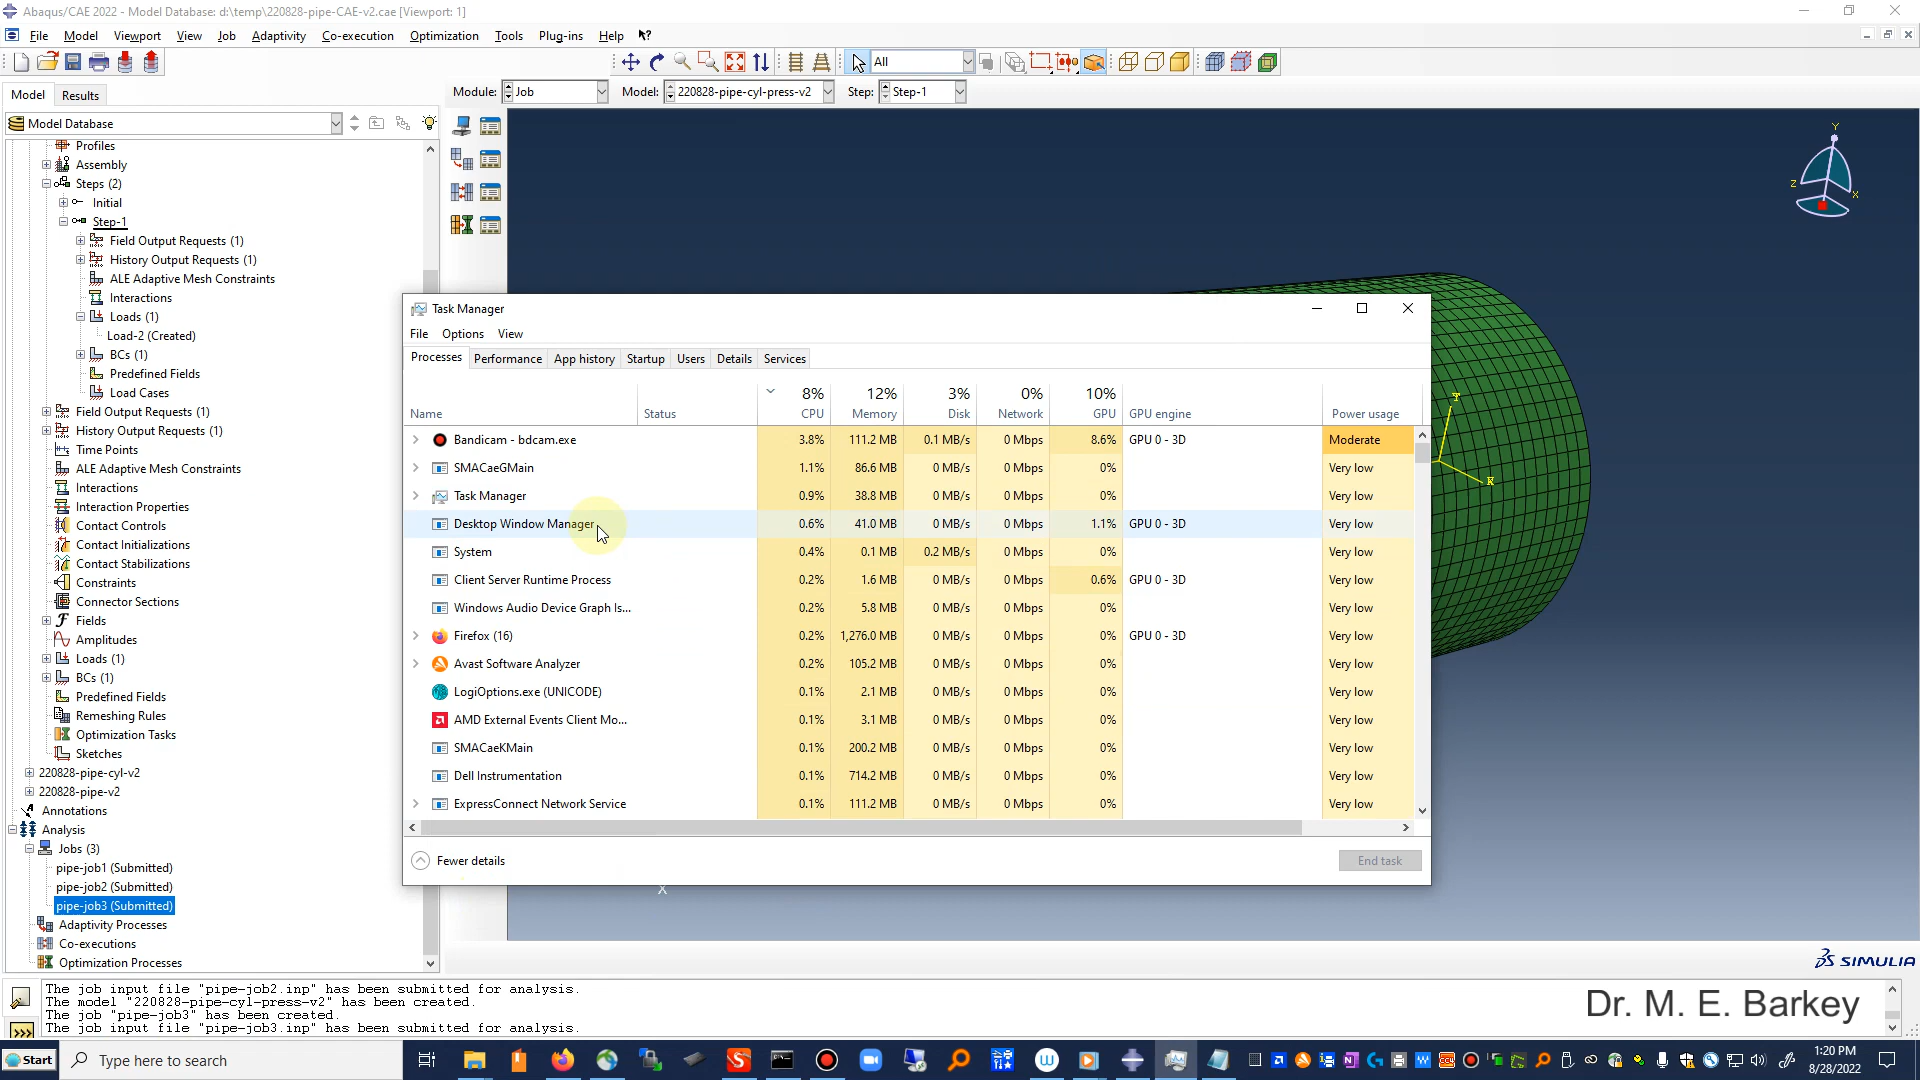 Abaqus/CAE 2022 - Model Database: d:\temp\220828-pipe-CAE-v2.cae [Viewport: 1]
File Model Viewport View Job Adaptivity Co-execution Optimization Tools Plug-ins Help
All
Model Results
Module: Job Model: 220828-pipe-cyl-press-v2 Step: Step-1
Model Database
Profiles
Assembly
Steps (2)
Initial
Step-1
Field Output Requests (1)
History Output Requests (1)
ALE Adaptive Mesh Constraints
Interactions
Loads (1)
Load-2 (Created)
BCs (1)
Predefined Fields
Load Cases
Field Output Requests (1)
History Output Requests (1)
Time Points
ALE Adaptive Mesh Constraints
Interactions
Interaction Properties
Contact Controls
Contact Initializations
Contact Stabilizations
Constraints
Connector Sections
Fields
Amplitudes
Loads (1)
BCs (1)
Predefined Fields
Remeshing Rules
Optimization Tasks
Sketches
220828-pipe-cyl-v2
220828-pipe-v2
Annotations
Analysis
Jobs (3)
pipe-job1 (Submitted)
pipe-job2 (Submitted)
pipe-job3 (Submitted)
Adaptivity Processes
Co-executions
Optimization Processes
Y
Z
X
T
R
X
Task Manager
File Options View
Processes Performance App history Startup Users Details Services
8% 12% 3% 0% 10%
Name Status CPU Memory Disk Network GPU GPU engine Power usage
Bandicam - bdcam.exe 3.8% 111.2 MB 0.1 MB/s 0 Mbps 8.6% GPU 0 - 3D Moderate
SMACaeGMain 1.1% 86.6 MB 0 MB/s 0 Mbps 0% Very low
Task Manager 0.9% 38.8 MB 0 MB/s 0 Mbps 0% Very low
Desktop Window Manager 0.6% 41.0 MB 0 MB/s 0 Mbps 1.1% GPU 0 - 3D Very low
System 0.4% 0.1 MB 0.2 MB/s 0 Mbps 0% Very low
Client Server Runtime Process 0.2% 1.6 MB 0 MB/s 0 Mbps 0.6% GPU 0 - 3D Very low
Windows Audio Device Graph Is... 0.2% 5.8 MB 0 MB/s 0 Mbps 0% Very low
Firefox (16) 0.2% 1,276.0 MB 0 MB/s 0 Mbps 0% GPU 0 - 3D Very low
Avast Software Analyzer 0.2% 105.2 MB 0 MB/s 0 Mbps 0% Very low
LogiOptions.exe (UNICODE) 0.1% 2.1 MB 0 MB/s 0 Mbps 0% Very low
AMD External Events Client Mo... 0.1% 3.1 MB 0 MB/s 0 Mbps 0% Very low
SMACaeKMain 0.1% 200.2 MB 0 MB/s 0 Mbps 0% Very low
Dell Instrumentation 0.1% 714.2 MB 0 MB/s 0 Mbps 0% Very low
ExpressConnect Network Service 0.1% 111.2 MB 0 MB/s 0 Mbps 0% Very low
Fewer details End task
SIMULIA
The job input file "pipe-job2.inp" has been submitted for analysis.
The model "220828-pipe-cyl-press-v2" has been created.
The job "pipe-job3" has been created.
The job input file "pipe-job3.inp" has been submitted for analysis.
Dr. M. E. Barkey
Start Type here to search 1:20 PM
8/28/2022